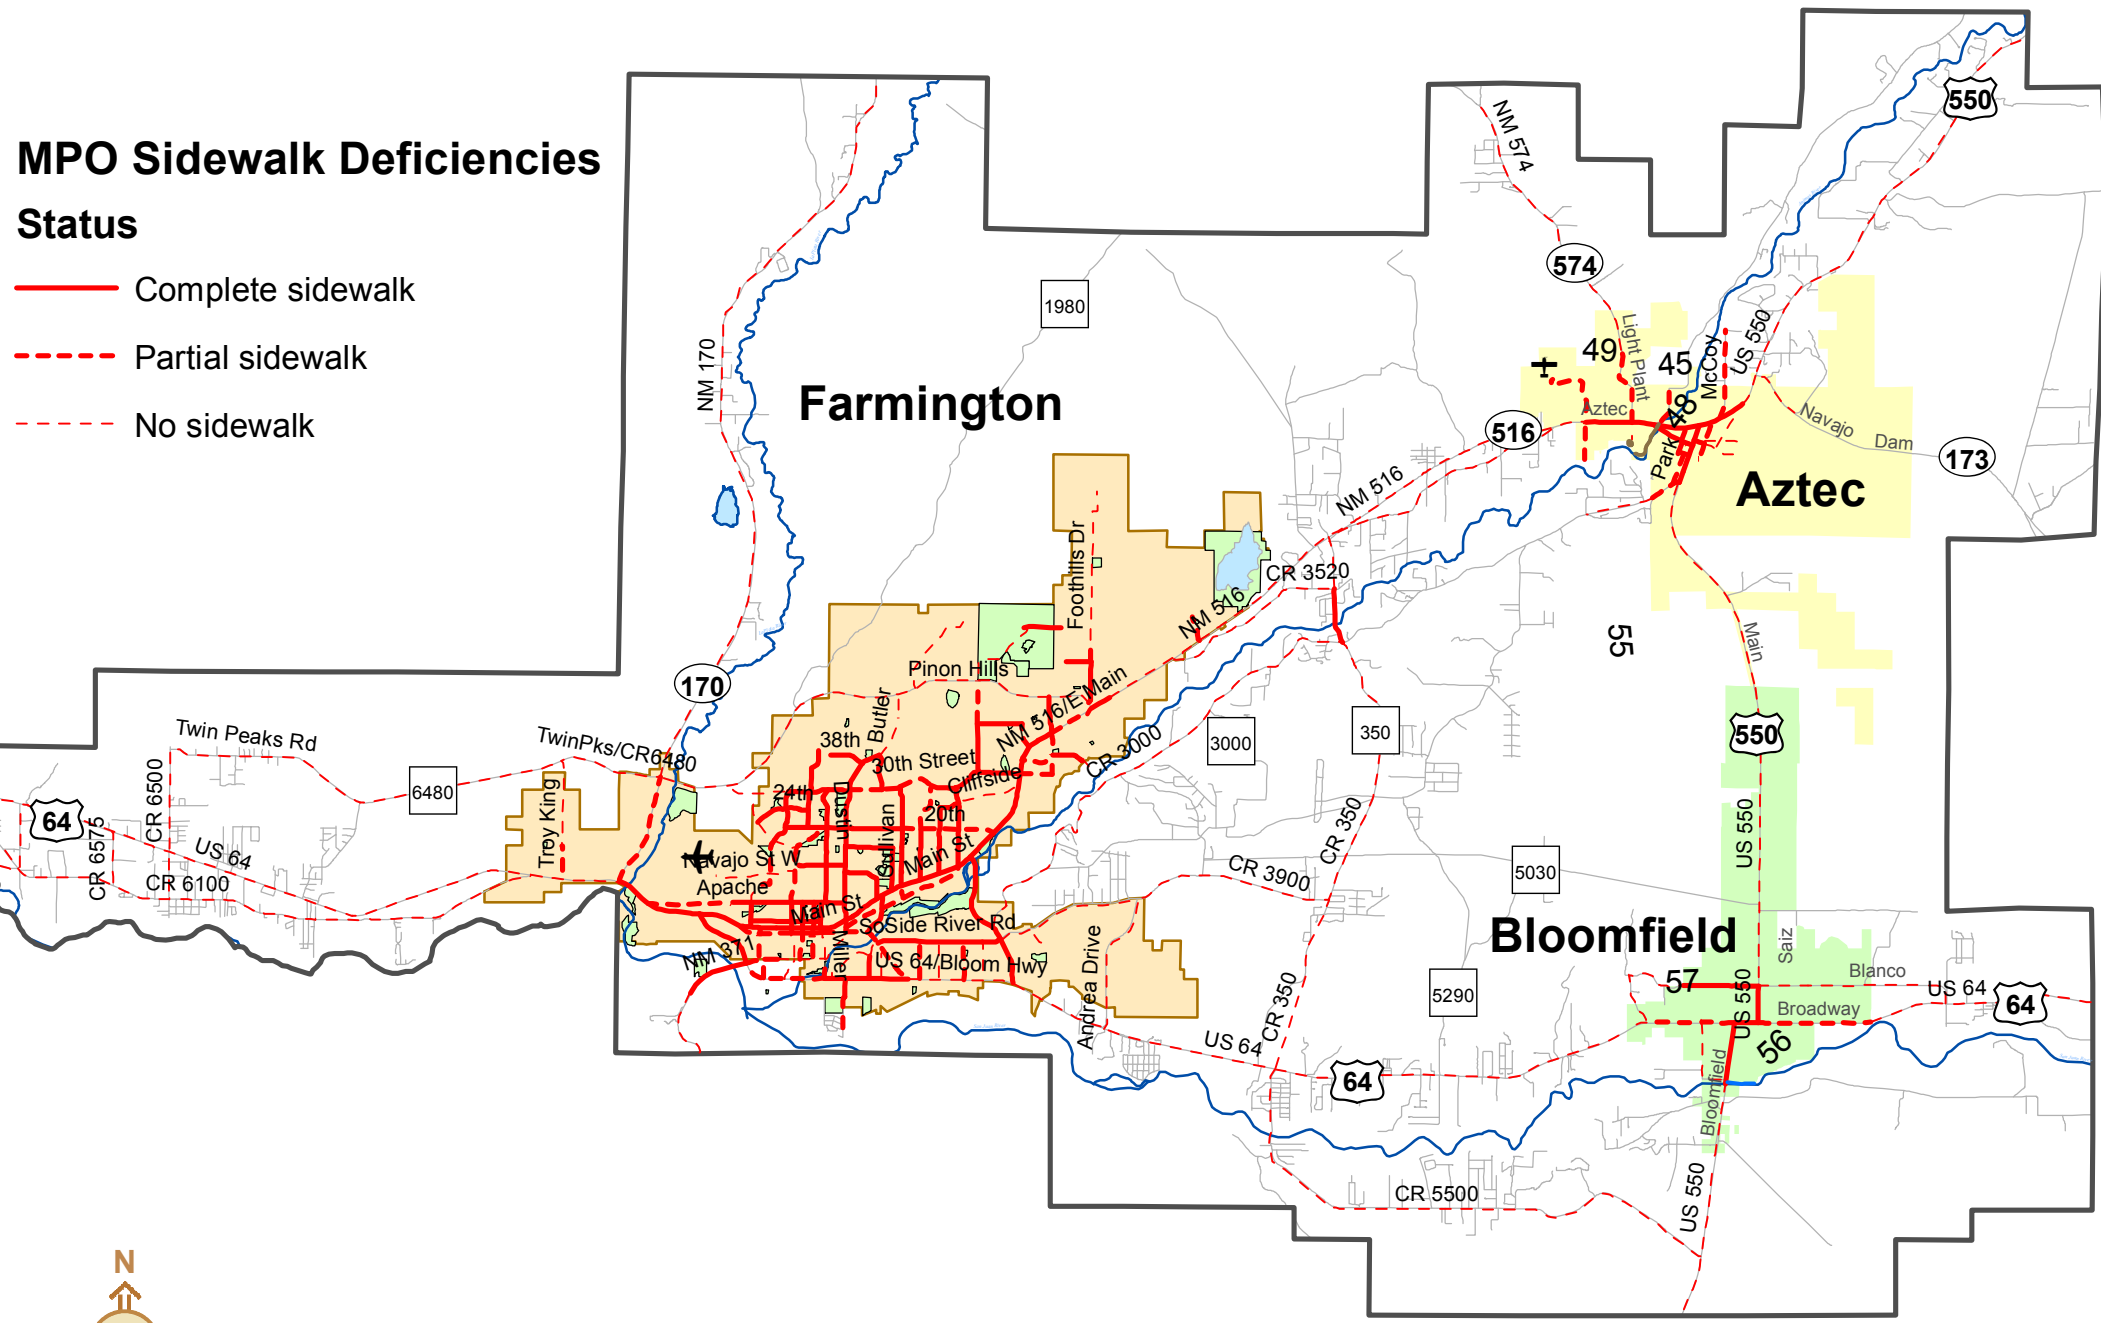 MPO Sidewalk Deficiencies
Status
Complete sidewalk
Partial sidewalk
No sidewalk
N
Farmington
Aztec
Bloomfield
550
NM 574
574
1980
NM 170
170
Light Plant
49
45
McCoy
US 550
48
Aztec
516
Park
Navajo
Dam
173
NM 516
CR 3520
NM 516
Foothills Dr
55
Main
550
Pinon Hills
Butler
NM 516/E Main
38th
30th Street
Cliffside
CR 3000
3000
350
24th
Dustin
20th
Sullivan
Main St
Navajo St W
Apache
Main St
SoSide River Rd
Miller
NM 371
US 64/Bloom Hwy
Andrea Drive
Twin Peaks Rd
TwinPks/CR6480
6480
CR 6500
64
CR 6575
US 64
CR 6100
Troy King
CR 350
CR 3900
5030
5290
CR 350
US 64
64
US 550
Saiz
57
US 550
Blanco
US 64
64
Broadway
56
Bloomfield
CR 5500
US 550